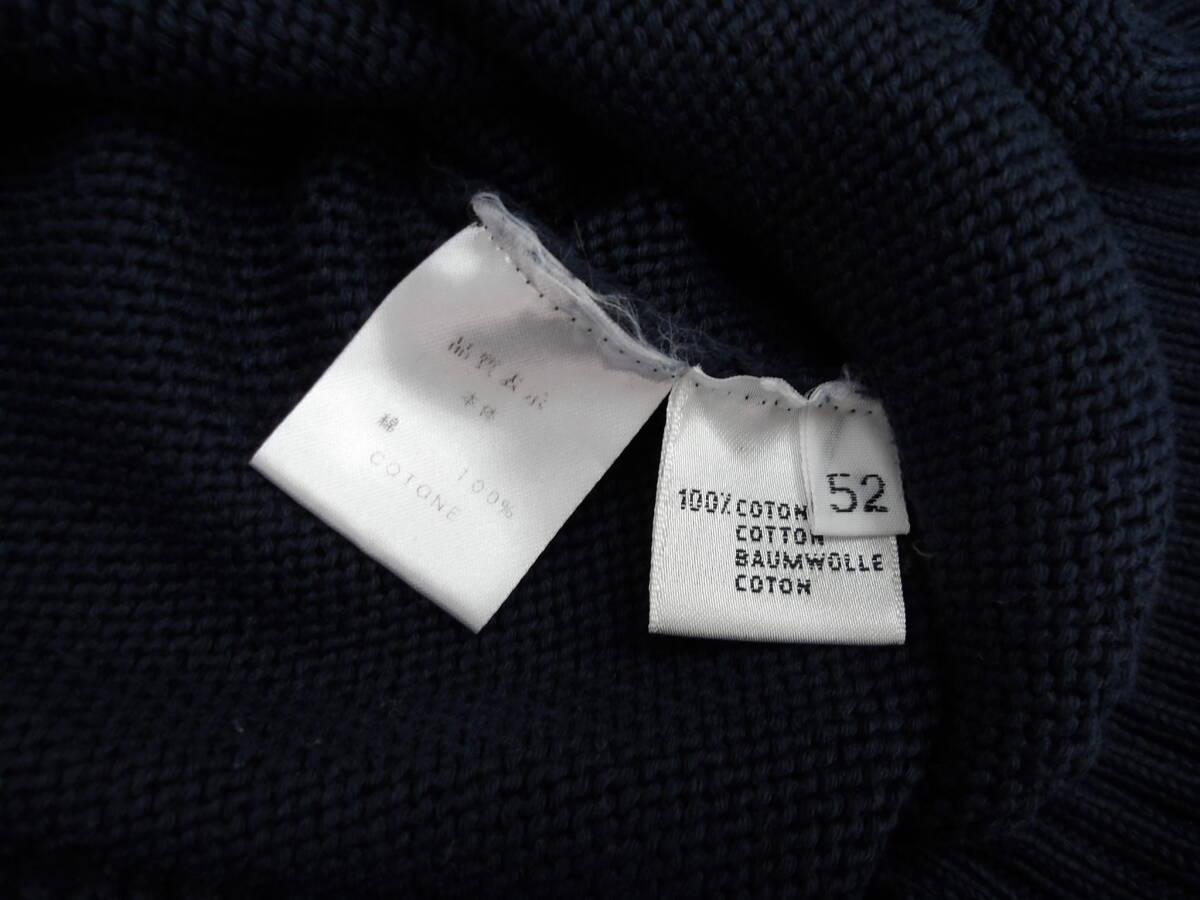 品質表示
本体
綿 100%
COTONE
100% COTON
COTTON
BAUMWOLLE
COTON
52